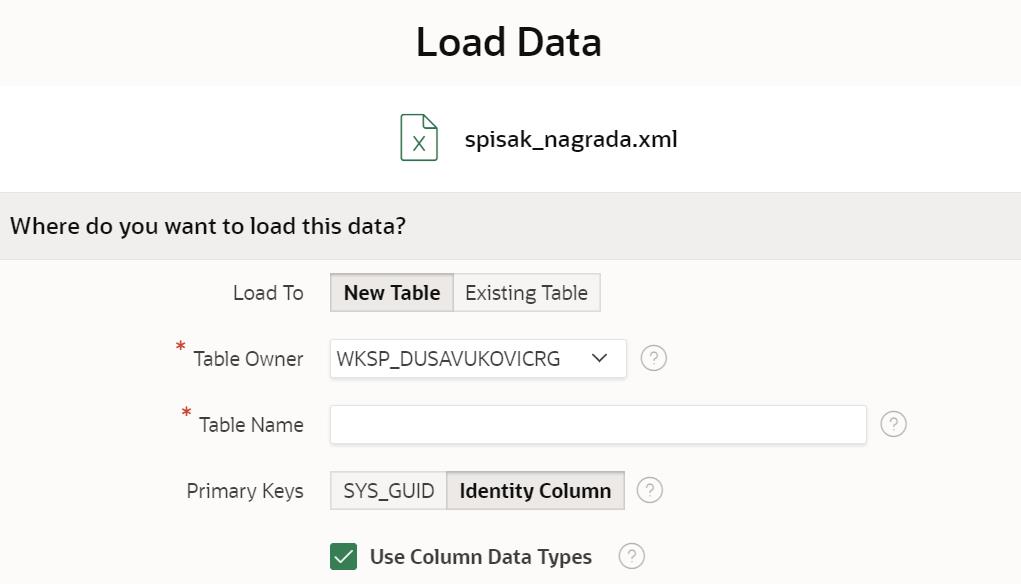 Load Data
X spisak_nagrada.xml
Where do you want to load this data?
Load To New Table Existing Table
* Table Owner WKSP_DUSAVUKOVICRG ?
* Table Name ?
Primary Keys SYS_GUID Identity Column ?
Use Column Data Types ?